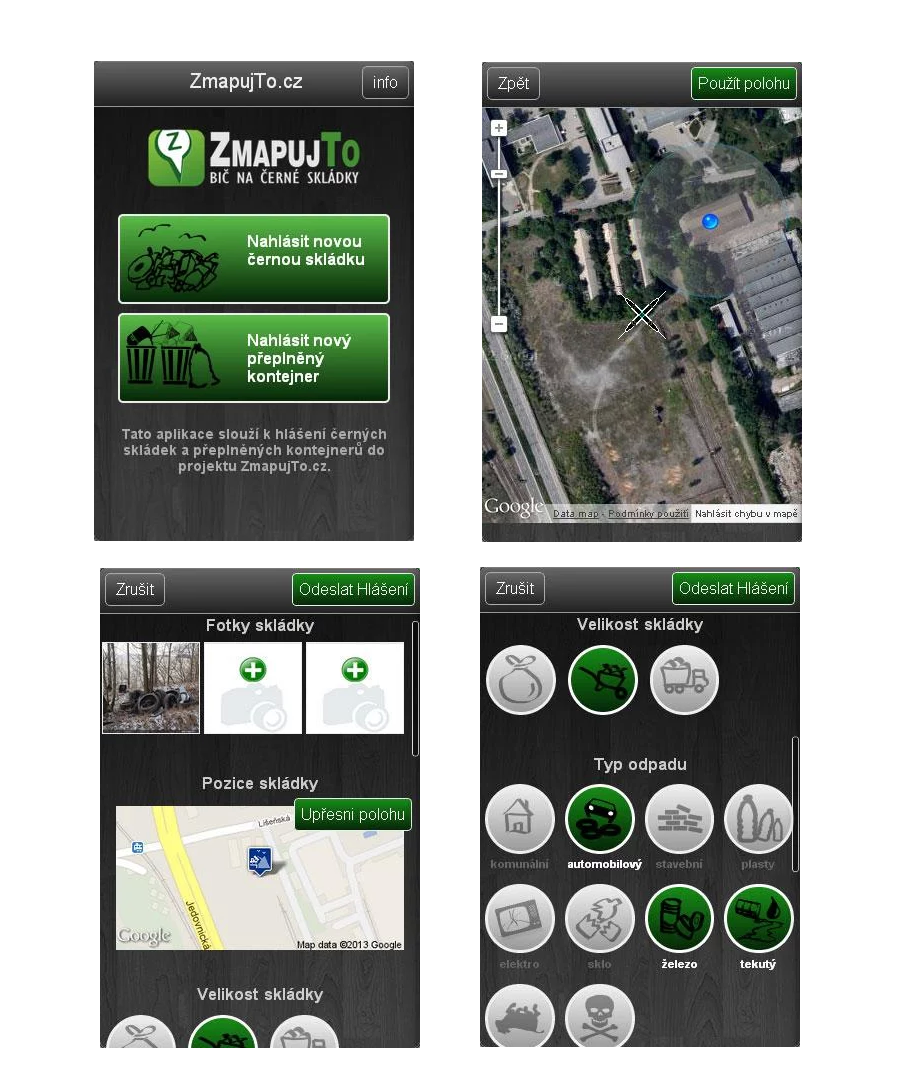 ZmapujTo.cz
info
Z
ZMAPUJTO
BIČ NA ČERNÉ SKLÁDKY
Nahlásit novou
černou skládku
Nahlásit nový
přeplněný
kontejner
Tato aplikace slouží k hlášení černých
skládek a přeplněných kontejnerů do
projektu ZmapujTo.cz.
Zpět
Použít polohu
Google
Data map - Podmínky použití Nahlásit chybu v mapě
Zrušit
Odeslat Hlášení
Fotky skládky
Pozice skládky
Upřesni polohu
Líšeňská
Jedovnická
Google
Map data ©2013 Google
Velikost skládky
Zrušit
Odeslat Hlášení
Velikost skládky
Typ odpadu
komunální
automobilový
stavební
plasty
elektro
sklo
železo
tekutý